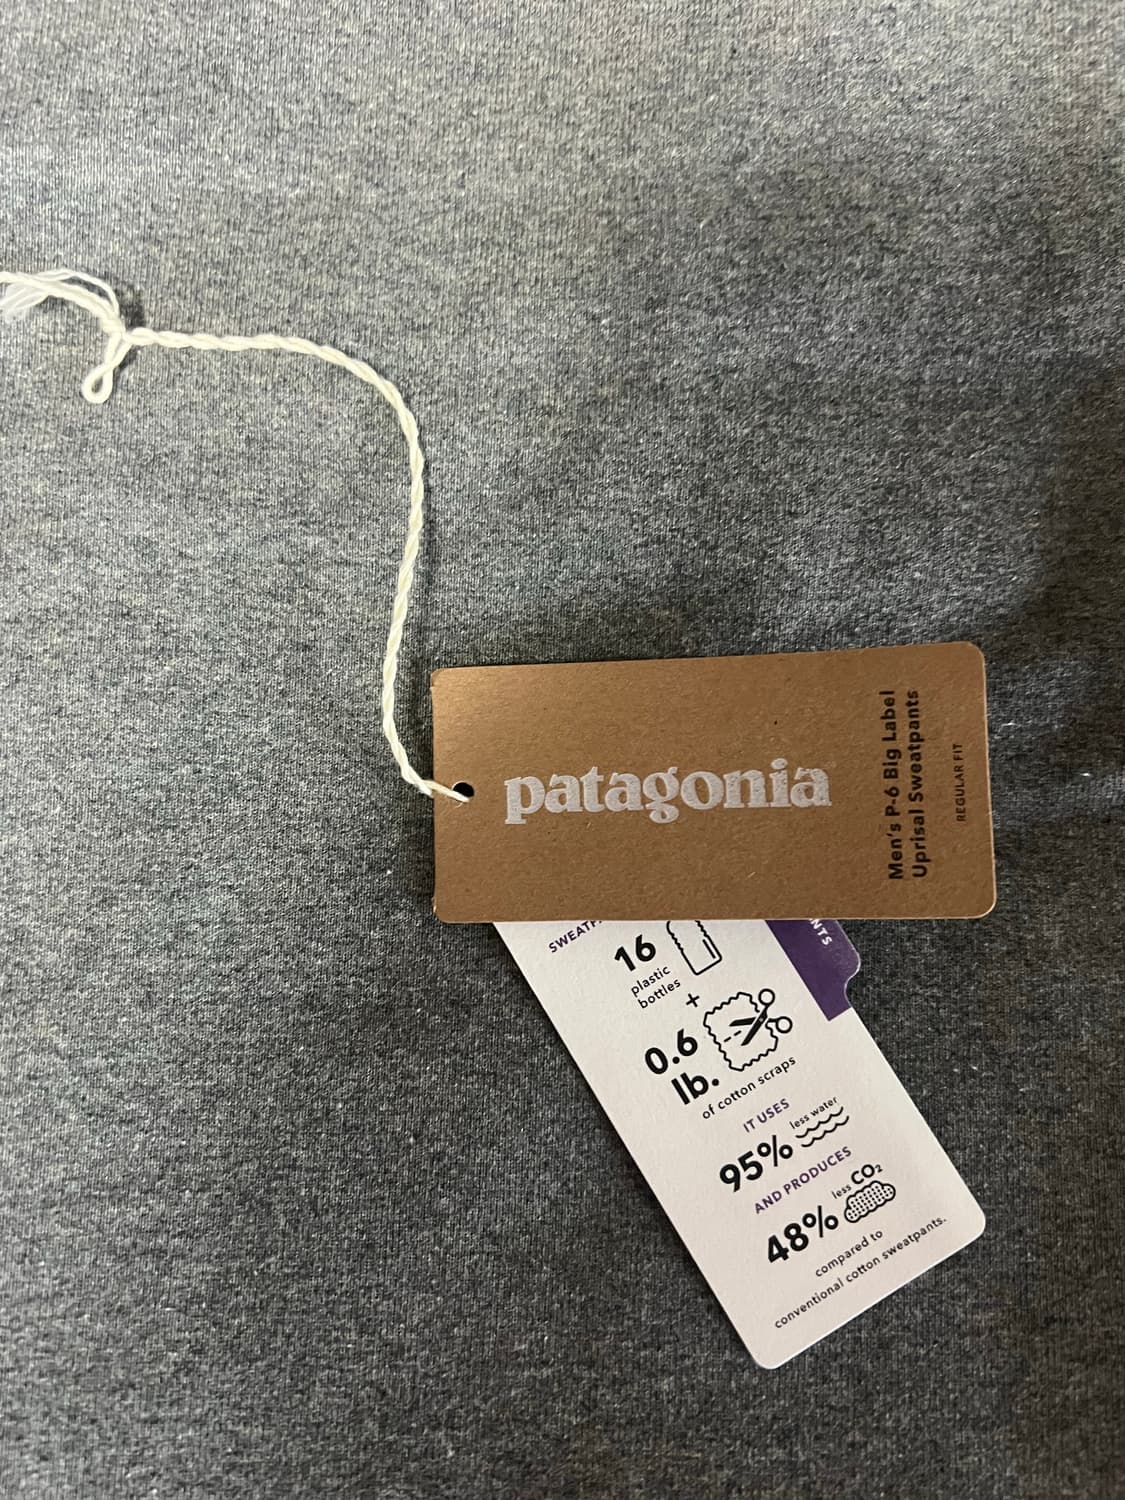 patagonia
Men's P-6 Big Label
Uprisal Sweatpants
REGULAR FIT
16
plastic
bottles
+
0.6
lb.
of cotton scraps
IT USES
95% less water
AND PRODUCES
48% less CO₂
compared to
conventional cotton sweatpants.